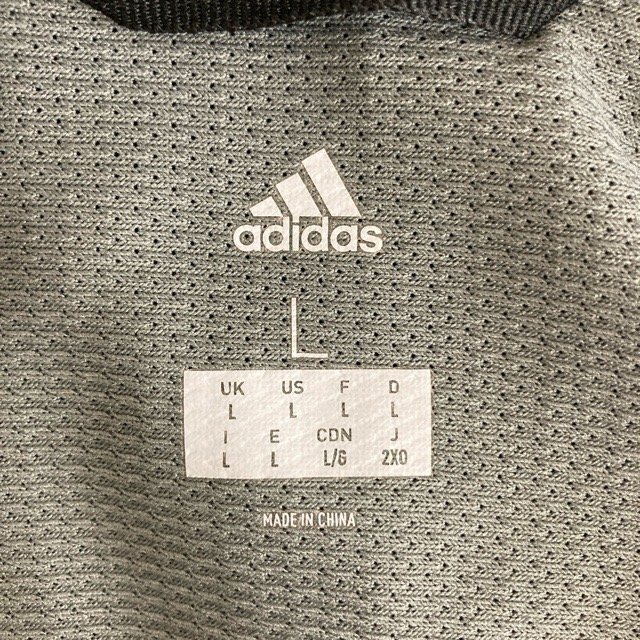 adidas
L
UK US F D
L L L L
I E CDN J
L L L/G 2XO
MADE IN CHINA